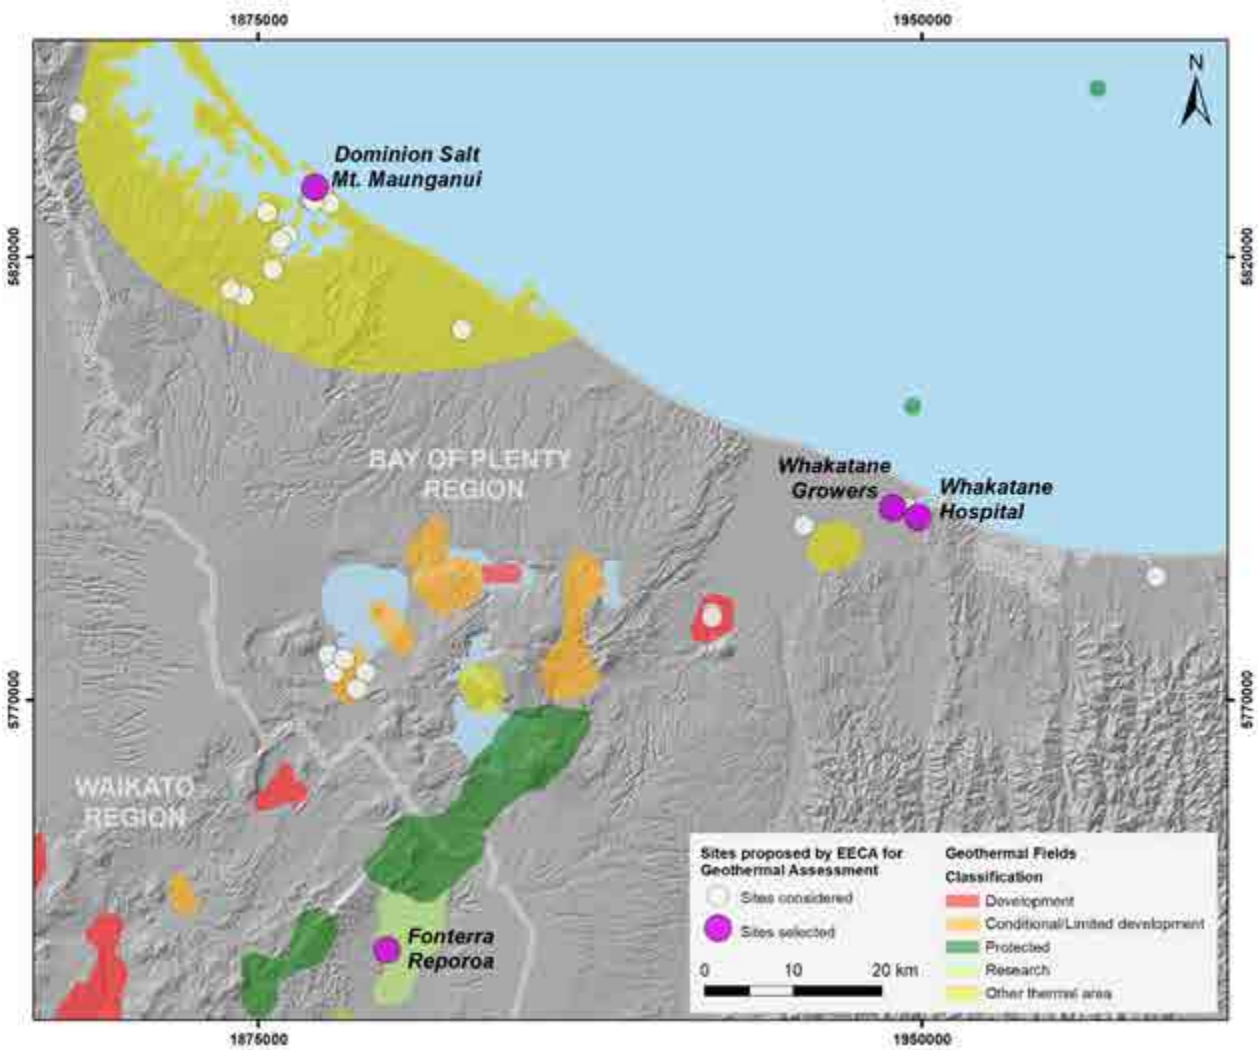 1875000
1950000
N
Dominion Salt
Mt. Maunganui
5820000
5820000
BAY OF PLENTY
REGION
Whakatane
Growers
Whakatane
Hospital
5770000
5770000
WAIKATO
REGION
Fonterra
Reporoa
Sites proposed by EECA for
Geothermal Assessment
Sites considered
Sites selected
0 10 20 km
Geothermal Fields
Classification
Development
Conditional/Limited development
Protected
Research
Other thermal area
1875000
1950000